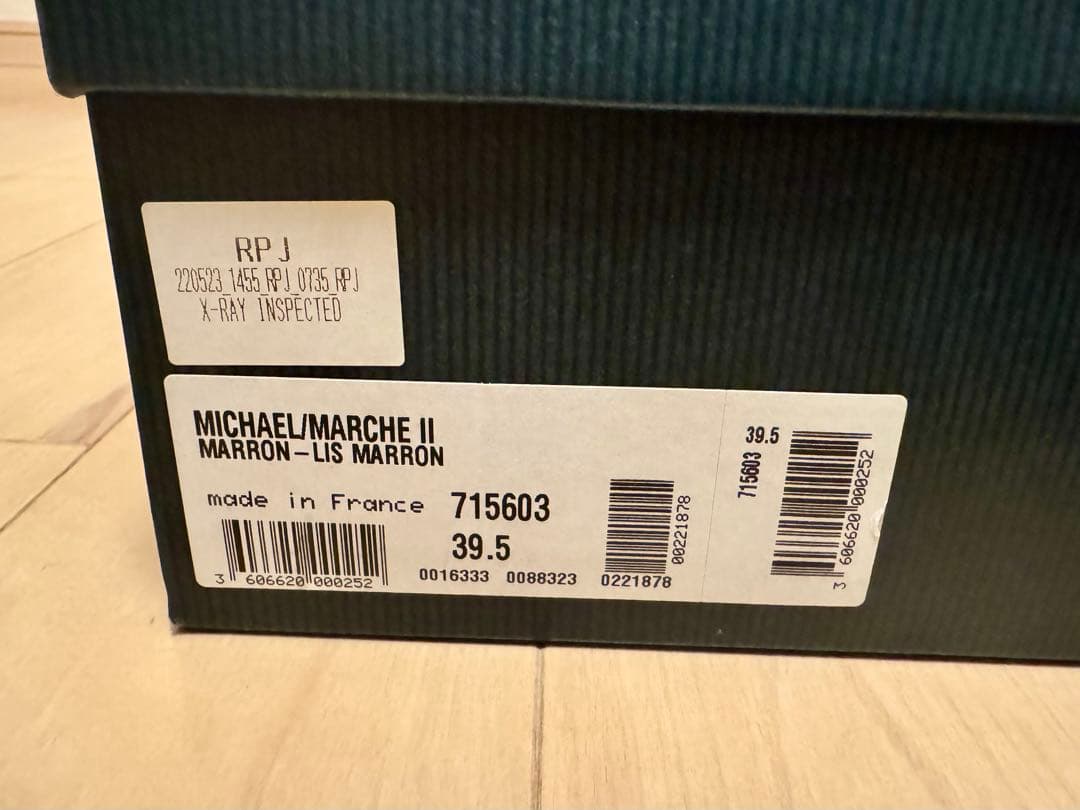 RPJ
220523_1455_RPJ_0735_RPJ
X-RAY INSPECTED
MICHAEL/MARCHE II
MARRON-LIS MARRON
made in France 715603
39.5
3 606620 000252
0016333 0088323 0221878
00221878
39.5
715603
3 606620 000252